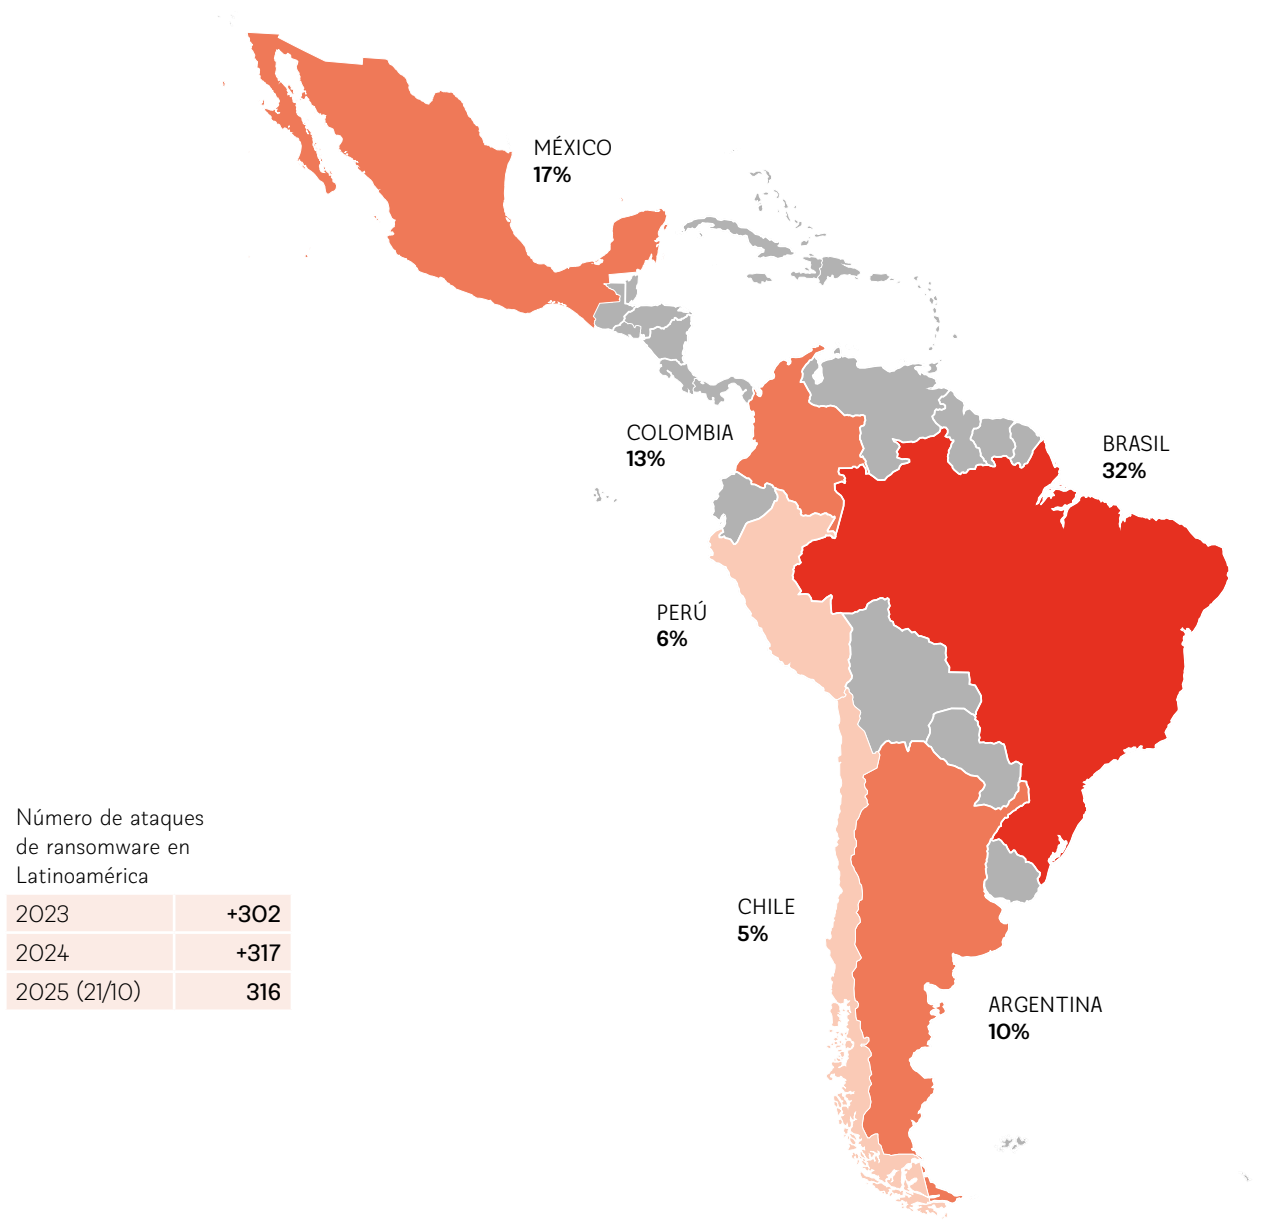 MÉXICO
17%
COLOMBIA
13%
BRASIL
32%
PERÚ
6%
Número de ataques
de ransomware en
Latinoamérica
2023 +302
2024 +317
2025 (21/10) 316
CHILE
5%
ARGENTINA
10%